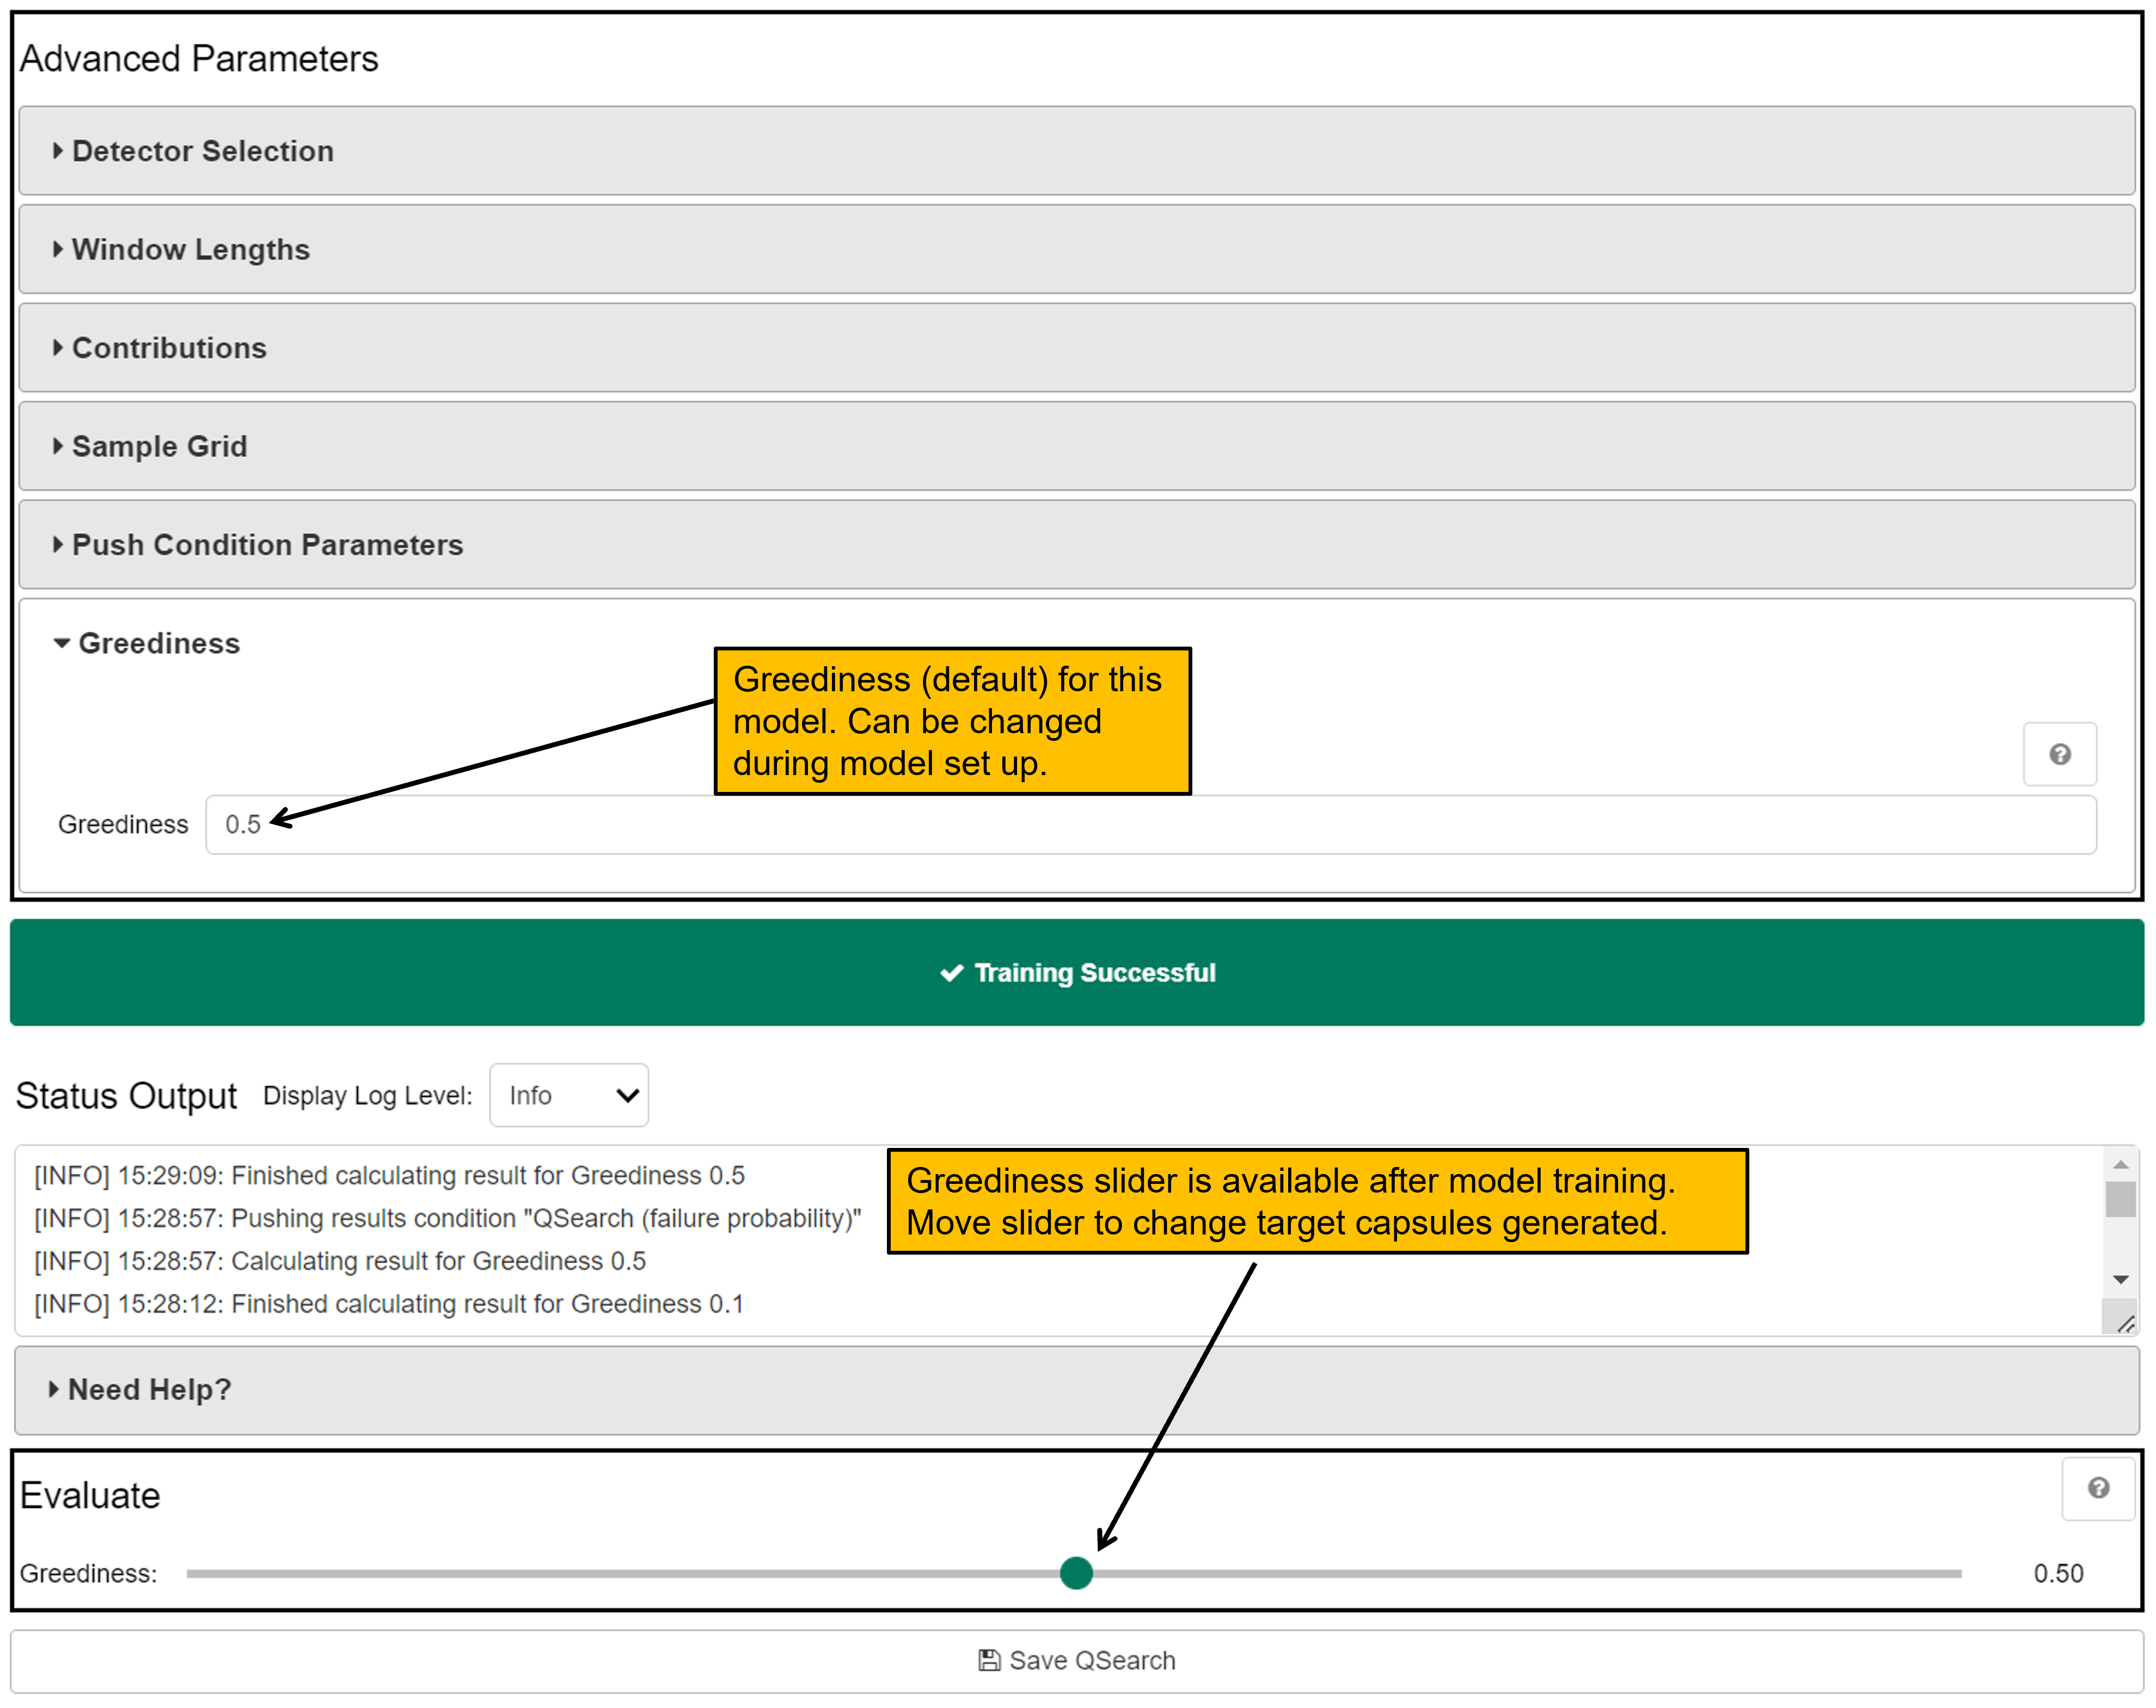 Advanced Parameters
Detector Selection
Window Lengths
Contributions
Sample Grid
Push Condition Parameters
Greediness
Greediness (default) for this
model. Can be changed
during model set up.
Greediness 0.5
Training Successful
Status Output Display Log Level: Info
[INFO] 15:29:09: Finished calculating result for Greediness 0.5
[INFO] 15:28:57: Pushing results condition "QSearch (failure probability)"
[INFO] 15:28:57: Calculating result for Greediness 0.5
[INFO] 15:28:12: Finished calculating result for Greediness 0.1
Greediness slider is available after model training.
Move slider to change target capsules generated.
Need Help?
Evaluate
Greediness: 0.50
Save QSearch